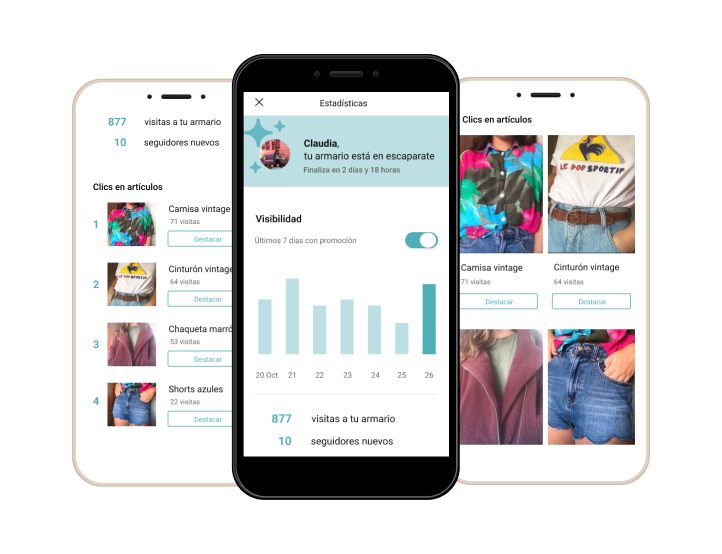 877 visitas a tu armario
10 seguidores nuevos
Clics en artículos
1 Camisa vintage
71 visitas
Destacar
2 Cinturón vintage
64 visitas
Destacar
3 Chaqueta marró
53 visitas
Destacar
4 Shorts azules
22 visitas
Destacar
Estadísticas
Claudia,
tu armario está en escaparate
Finaliza en 2 días y 18 horas
Visibilidad
Últimos 7 días con promoción
20 Oct 21 22 23 24 25 26
877 visitas a tu armario
10 seguidores nuevos
Clics en artículos
LE POP SPORTIF
Camisa vintage
71 visitas
Destacar
Cinturón vintage
64 visitas
Destacar